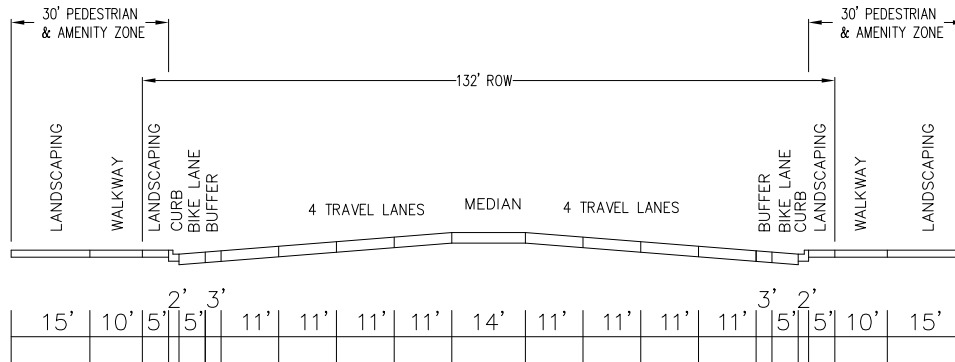 30' PEDESTRIAN
& AMENITY ZONE
30' PEDESTRIAN
& AMENITY ZONE
132' ROW
LANDSCAPING
WALKWAY
LANDSCAPING
CURB
BIKE LANE
BUFFER
4 TRAVEL LANES
MEDIAN
4 TRAVEL LANES
BUFFER
BIKE LANE
CURB
LANDSCAPING
WALKWAY
LANDSCAPING
2' 3' 3' 2'
15' 10' 5' 5' 11' 11' 11' 11' 14' 11' 11' 11' 11' 5' 5' 10' 15'